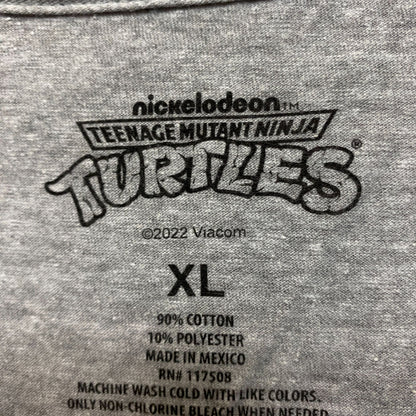 nickelodeon™
TEENAGE MUTANT NINJA
TURTLES®
©2022 Viacom
XL
90% COTTON
10% POLYESTER
MADE IN MEXICO
RN# 117508
MACHINE WASH COLD WITH LIKE COLORS.
ONLY NON-CHLORINE BLEACH WHEN NEEDED.